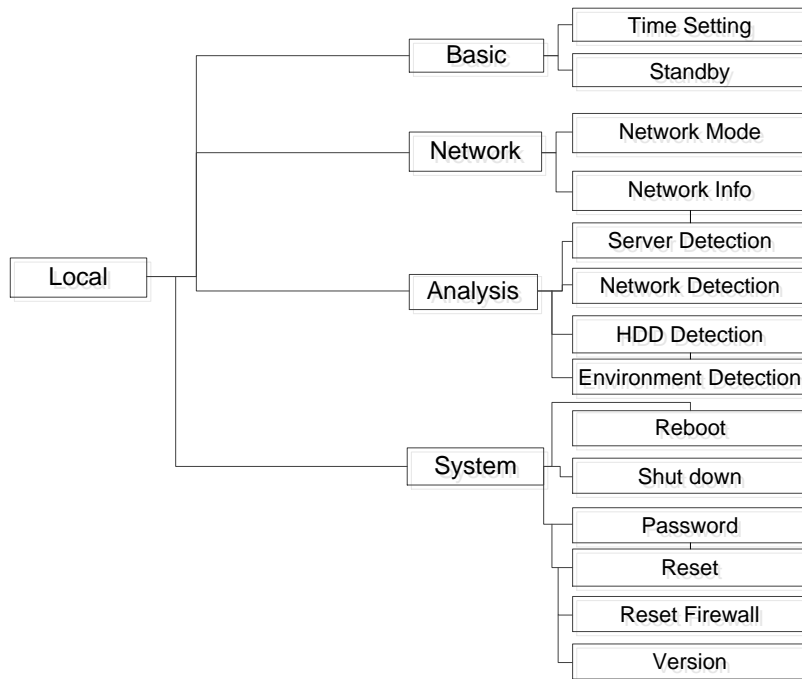 Local
Basic
Time Setting
Standby
Network
Network Mode
Network Info
Analysis
Server Detection
Network Detection
HDD Detection
Environment Detection
System
Reboot
Shut down
Password
Reset
Reset Firewall
Version